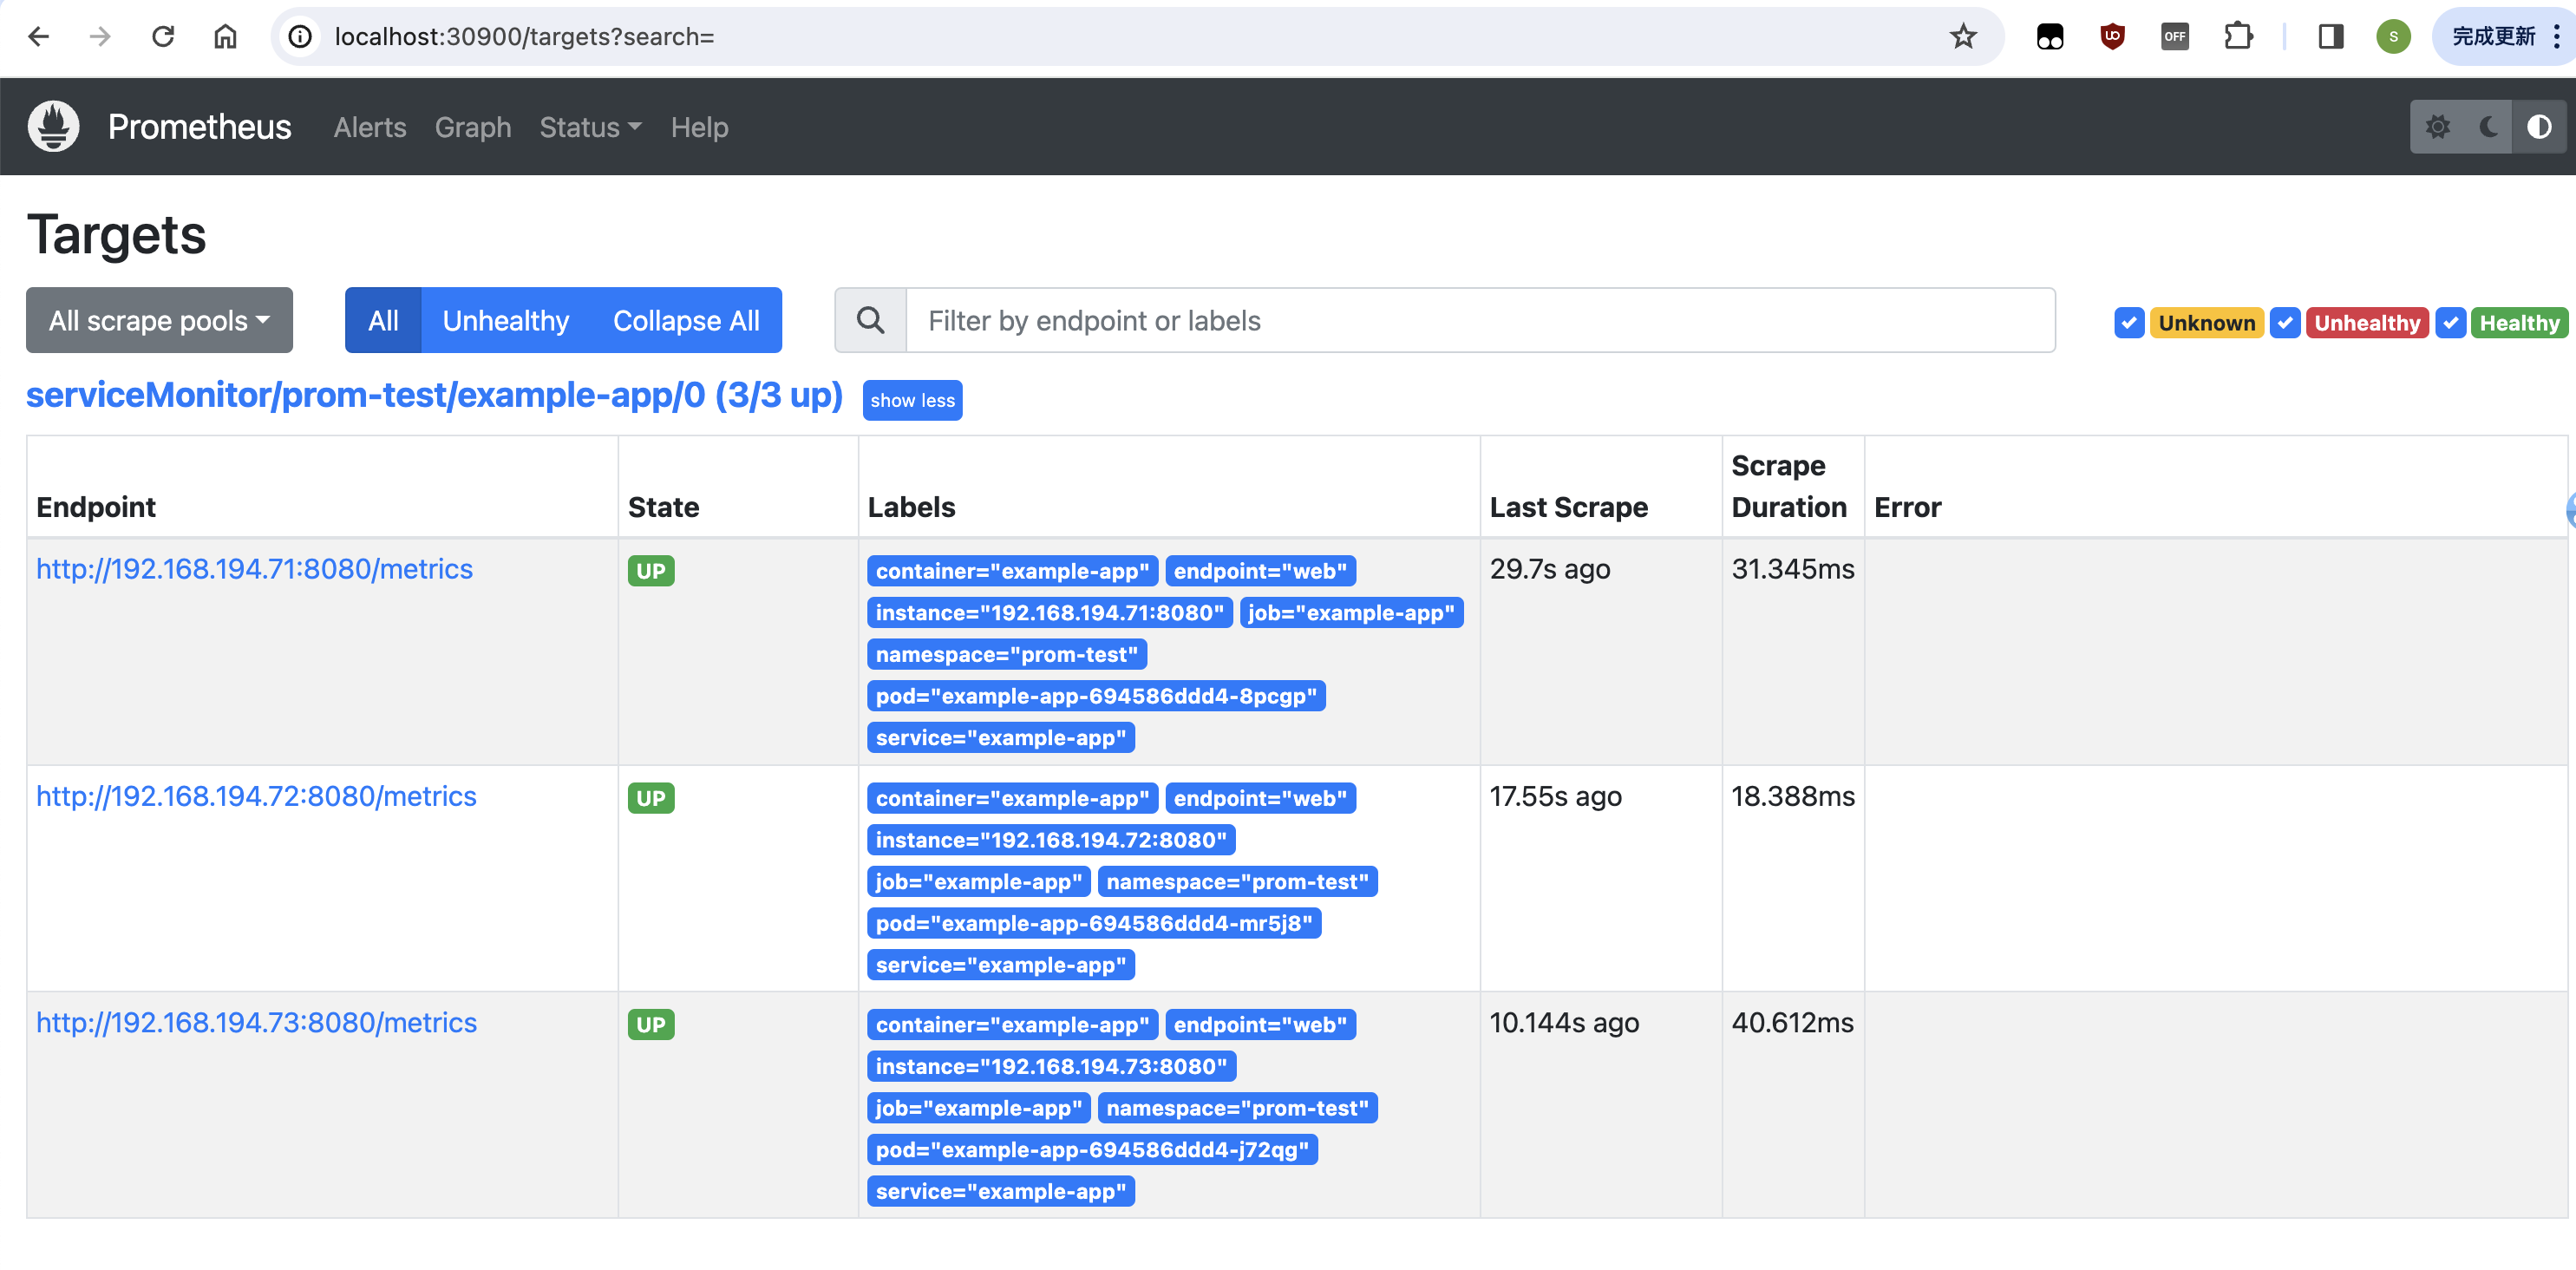 localhost:30900/targets?search=
OFF
S
完成更新
Prometheus Alerts Graph Status Help
Targets
All scrape pools
All Unhealthy Collapse All
Filter by endpoint or labels
Unknown Unhealthy Healthy
serviceMonitor/prom-test/example-app/0 (3/3 up) show less
Endpoint State Labels Last Scrape Scrape Duration Error
http://192.168.194.71:8080/metrics UP container="example-app" endpoint="web" 29.7s ago 31.345ms
instance="192.168.194.71:8080" job="example-app"
namespace="prom-test"
pod="example-app-694586ddd4-8pcgp"
service="example-app"
http://192.168.194.72:8080/metrics UP container="example-app" endpoint="web" 17.55s ago 18.388ms
instance="192.168.194.72:8080"
job="example-app" namespace="prom-test"
pod="example-app-694586ddd4-mr5j8"
service="example-app"
http://192.168.194.73:8080/metrics UP container="example-app" endpoint="web" 10.144s ago 40.612ms
instance="192.168.194.73:8080"
job="example-app" namespace="prom-test"
pod="example-app-694586ddd4-j72qg"
service="example-app"